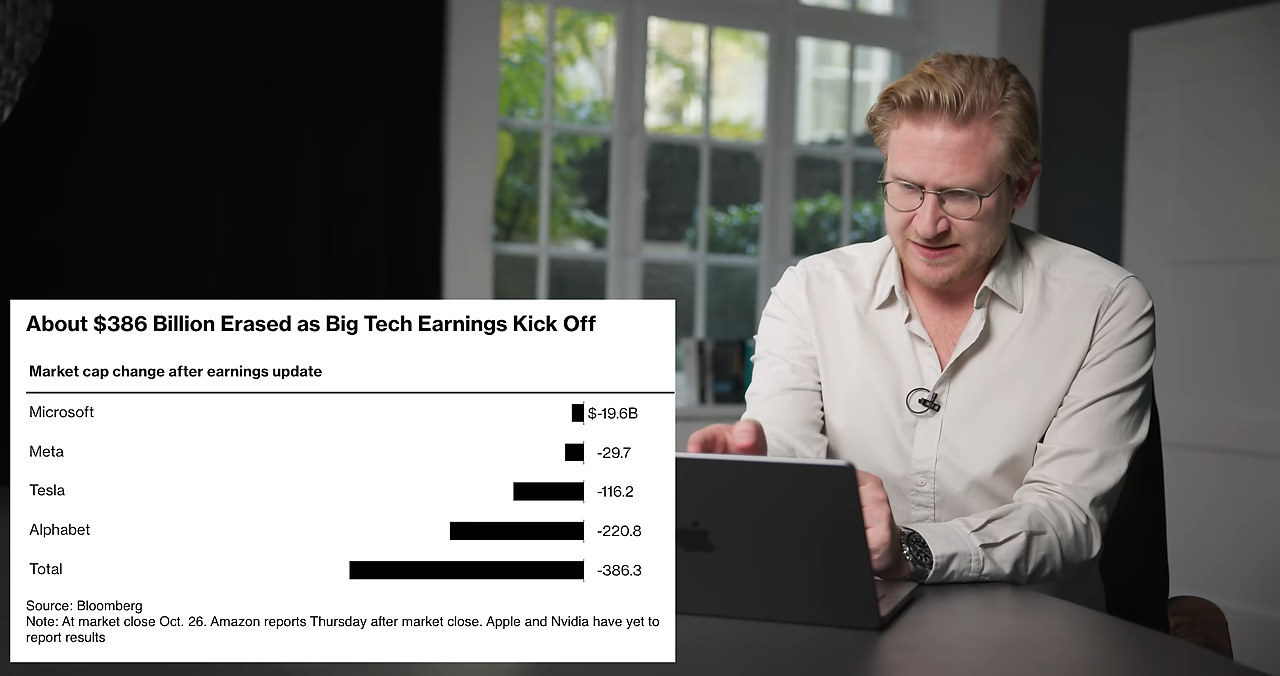 About $386 Billion Erased as Big Tech Earnings Kick Off
Market cap change after earnings update
Microsoft $-19.6B
Meta -29.7
Tesla -116.2
Alphabet -220.8
Total -386.3
Source: Bloomberg
Note: At market close Oct. 26. Amazon reports Thursday after market close. Apple and Nvidia have yet to
report results